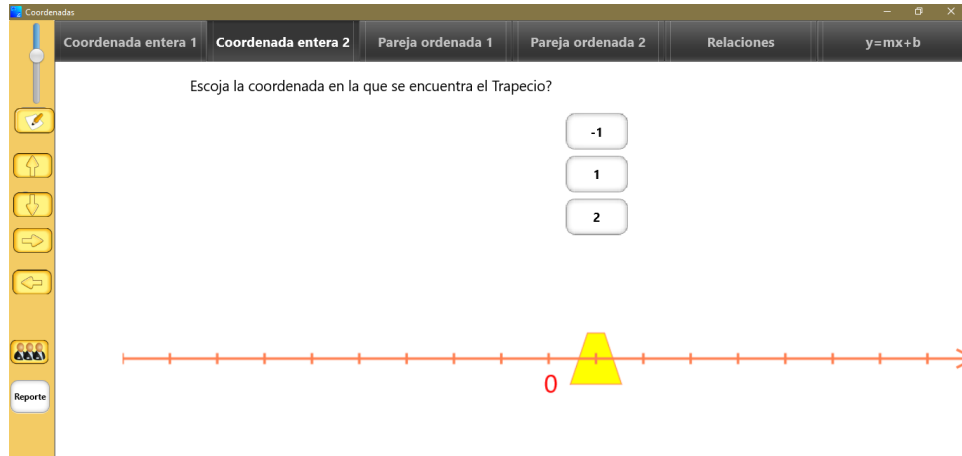 Coordenadas
Coordenada entera 1 Coordenada entera 2 Pareja ordenada 1 Pareja ordenada 2 Relaciones y=mx+b
Escoja la coordenada en la que se encuentra el Trapecio?
-1
1
2
0
Reporte